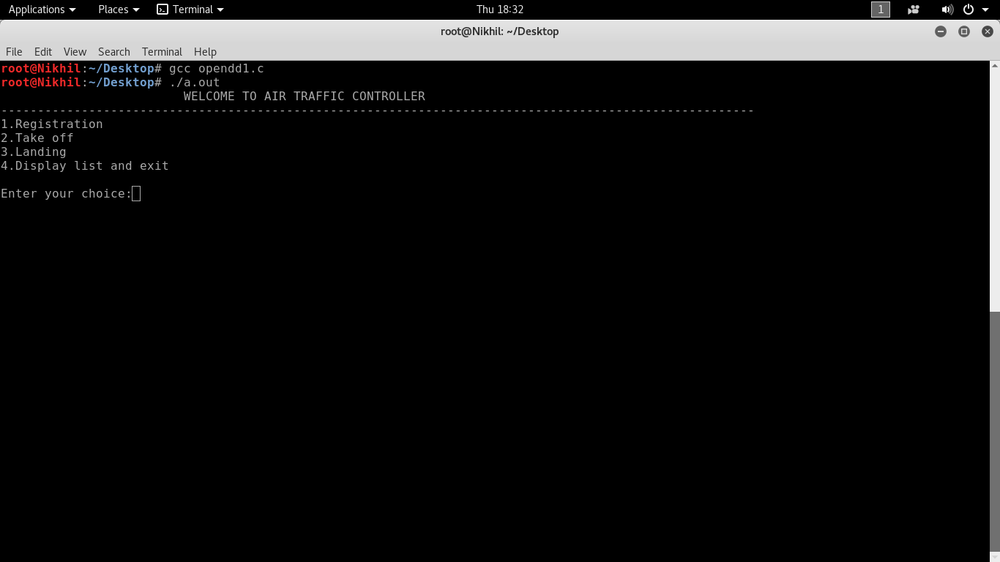 Applications Places Terminal Thu 18:32 1
root@Nikhil: ~/Desktop
File Edit View Search Terminal Help
root@Nikhil:~/Desktop# gcc opendd1.c
root@Nikhil:~/Desktop# ./a.out
WELCOME TO AIR TRAFFIC CONTROLLER
-------------------------------------------------------------------------------------------------------
1.Registration
2.Take off
3.Landing
4.Display list and exit
Enter your choice: